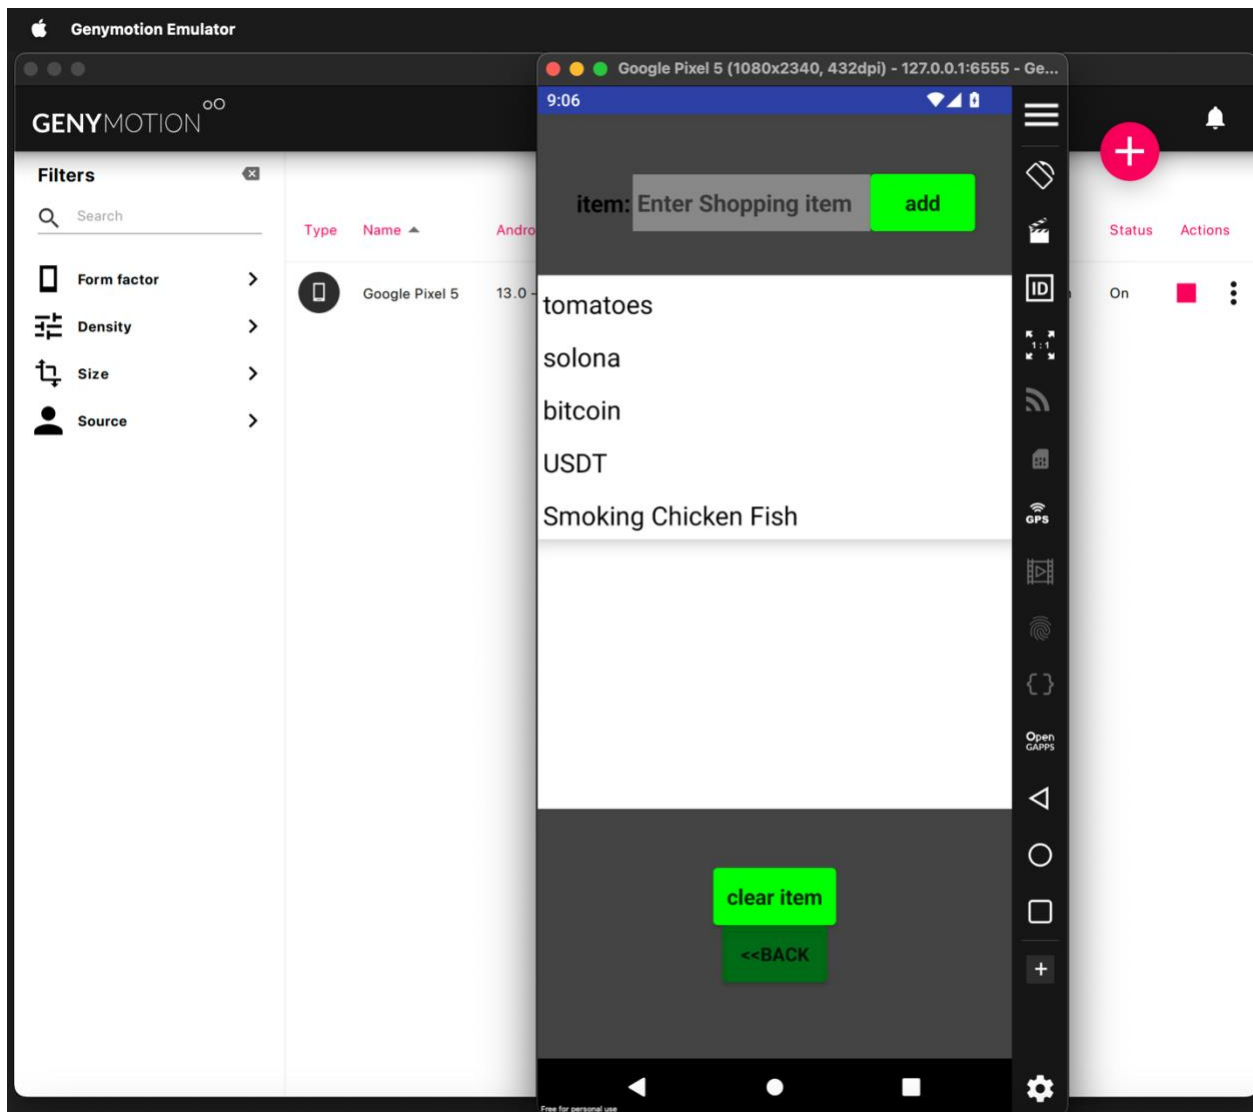 Genymotion Emulator
Google Pixel 5 (1080x2340, 432dpi) - 127.0.0.1:6555 - Ge...
GENYMOTION
9:06
Filters
Search
Type Name Andro Status Actions
Form factor
Density
Size
Source
Google Pixel 5 13.0 - On
item: Enter Shopping item add
tomatoes
solona
bitcoin
USDT
Smoking Chicken Fish
clear item
<<BACK
Free for personal use
ID
1:1
GPS
Open
GAPPS